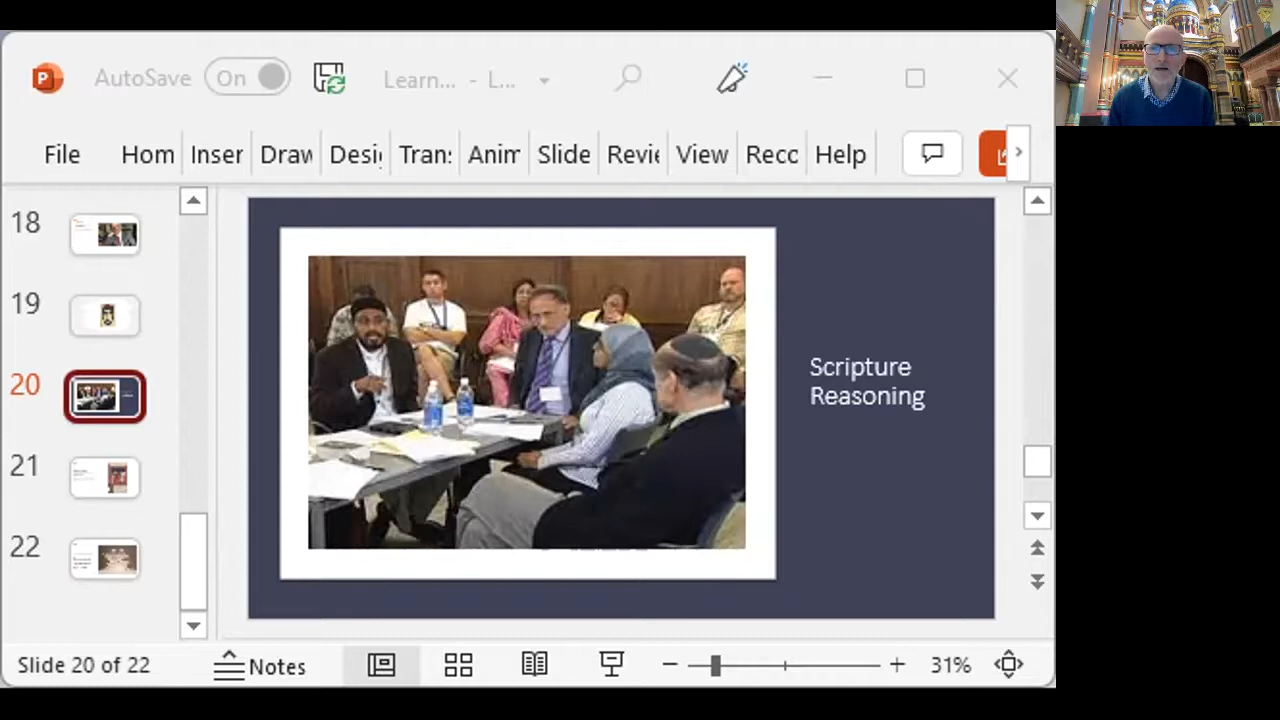 AutoSave On Learn... - L...
File Hom Inser Draw Desi Tran: Anim Slide Revie View Recc Help
18
19
20
21
22
Scripture
Reasoning
Slide 20 of 22 Notes 31%